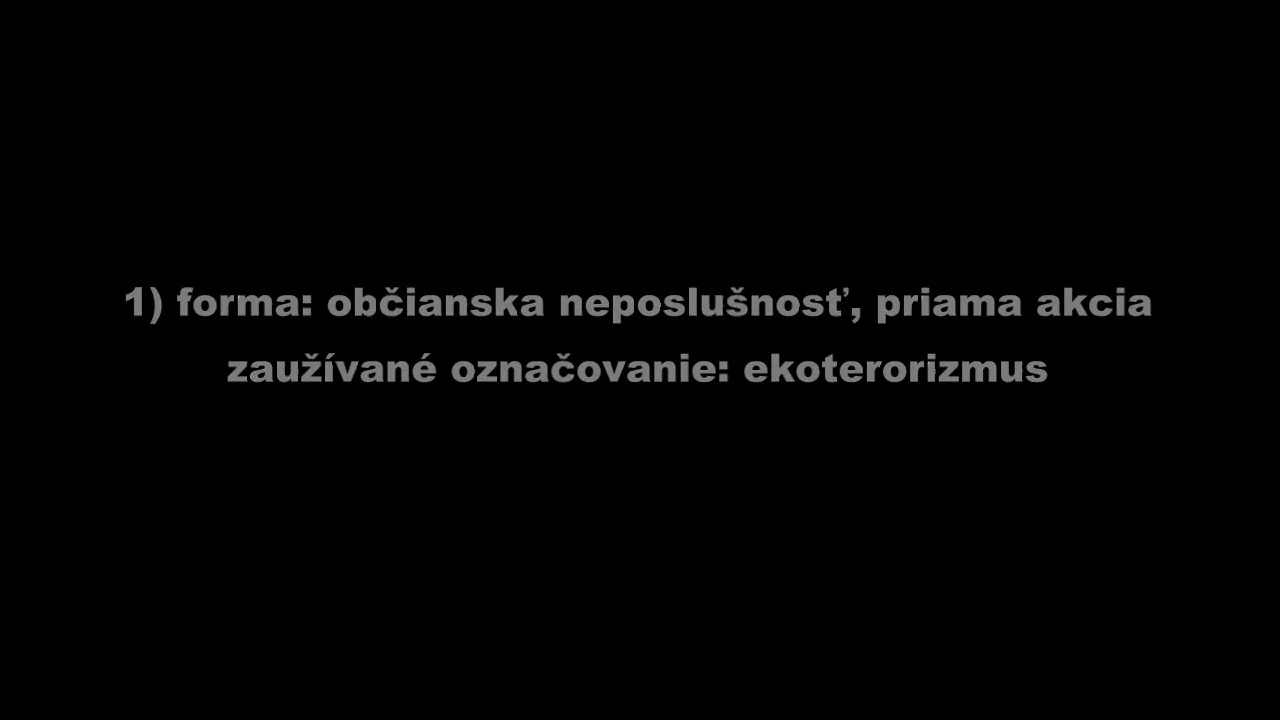 1) forma: občianska neposlušnosť, priama akcia
zaužívané označovanie: ekoterorizmus